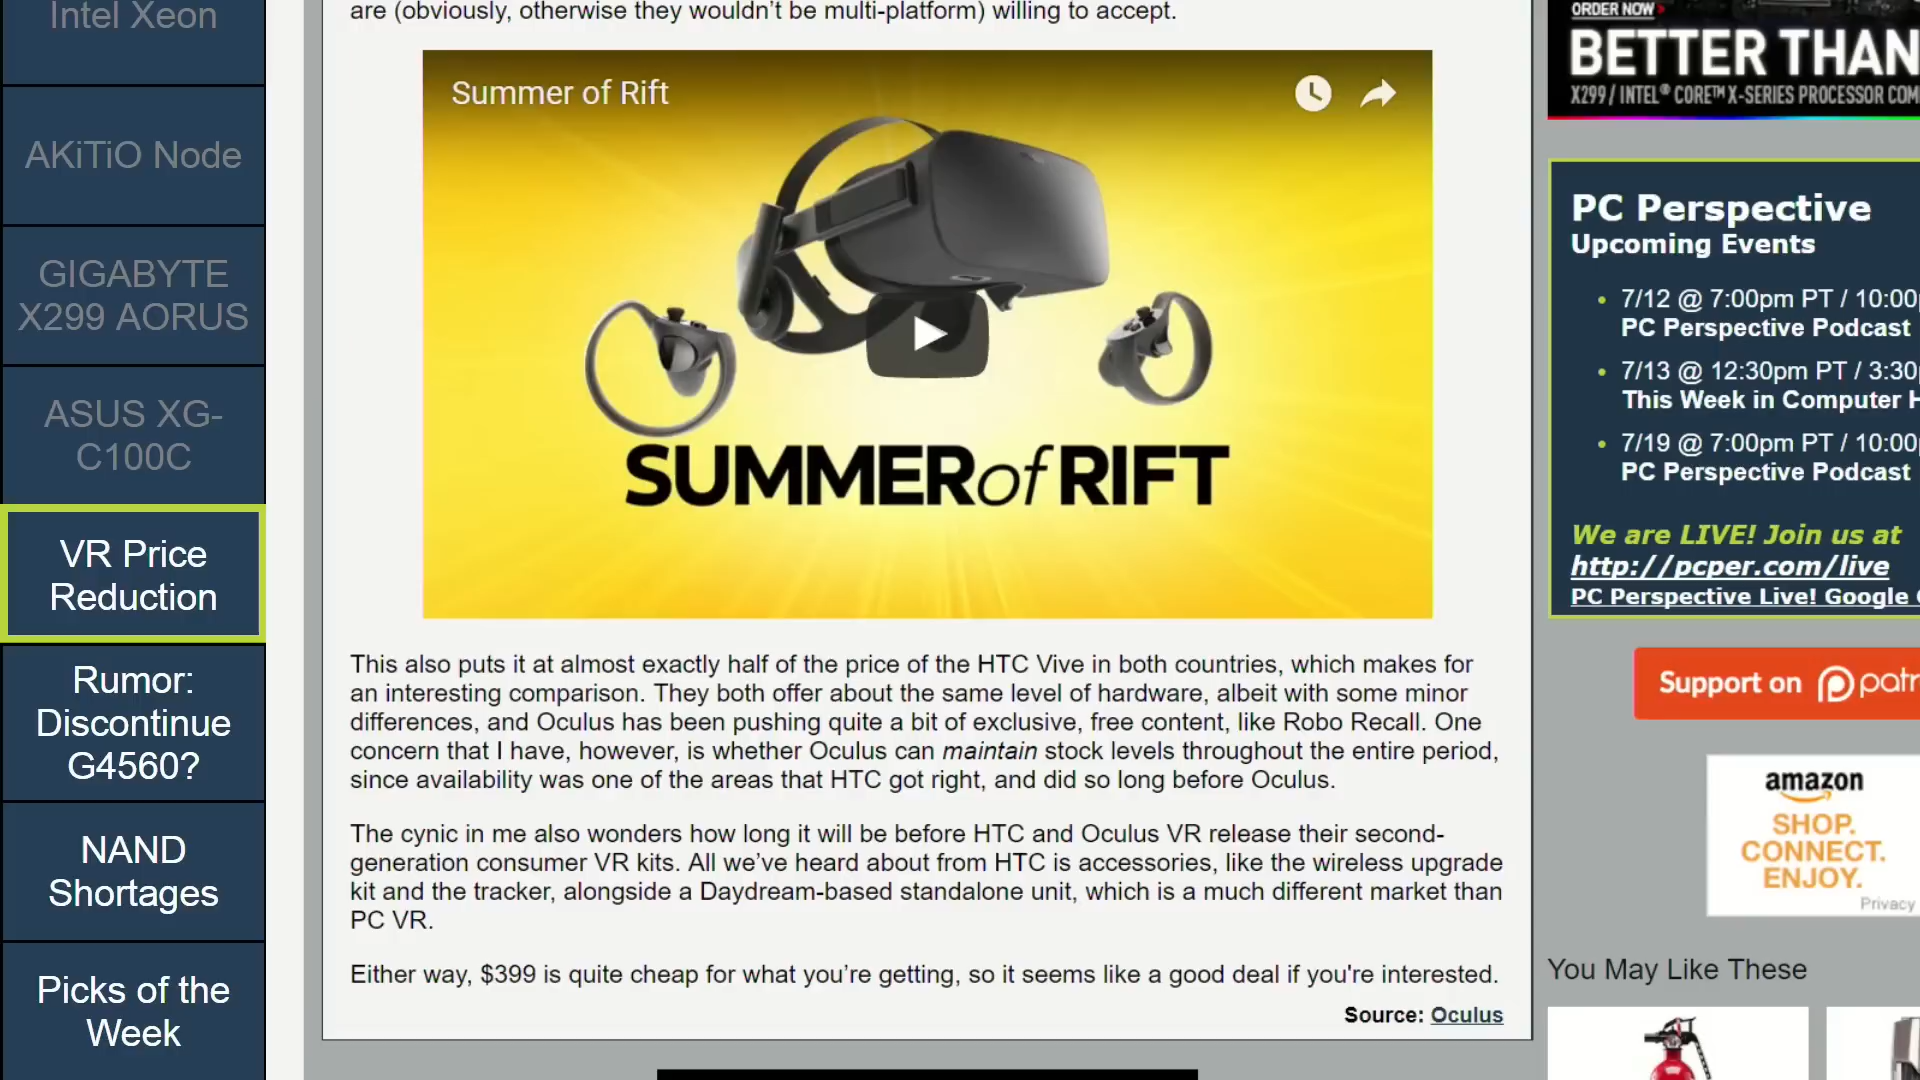 Intel Xeon
AKiTiO Node
GIGABYTE
X299 AORUS
ASUS XG-
C100C
VR Price
Reduction
Rumor:
Discontinue
G4560?
NAND
Shortages
Picks of the
Week
are (obviously, otherwise they wouldn’t be multi-platform) willing to accept.
Summer of Rift
SUMMER of RIFT
This also puts it at almost exactly half of the price of the HTC Vive in both countries, which makes for
an interesting comparison. They both offer about the same level of hardware, albeit with some minor
differences, and Oculus has been pushing quite a bit of exclusive, free content, like Robo Recall. One
concern that I have, however, is whether Oculus can maintain stock levels throughout the entire period,
since availability was one of the areas that HTC got right, and did so long before Oculus.
The cynic in me also wonders how long it will be before HTC and Oculus VR release their second-
generation consumer VR kits. All we’ve heard about from HTC is accessories, like the wireless upgrade
kit and the tracker, alongside a Daydream-based standalone unit, which is a much different market than
PC VR.
Either way, $399 is quite cheap for what you’re getting, so it seems like a good deal if you're interested.
Source: Oculus
ORDER NOW
BETTER THAN
X299 / INTEL® CORE™ X-SERIES PROCESSOR COM
PC Perspective
Upcoming Events
• 7/12 @ 7:00pm PT / 10:00
PC Perspective Podcast
• 7/13 @ 12:30pm PT / 3:30
This Week in Computer H
• 7/19 @ 7:00pm PT / 10:00
PC Perspective Podcast
We are LIVE! Join us at
http://pcper.com/live
PC Perspective Live! Google
Support on patr
amazon
SHOP.
CONNECT.
ENJOY.
Privacy
You May Like These